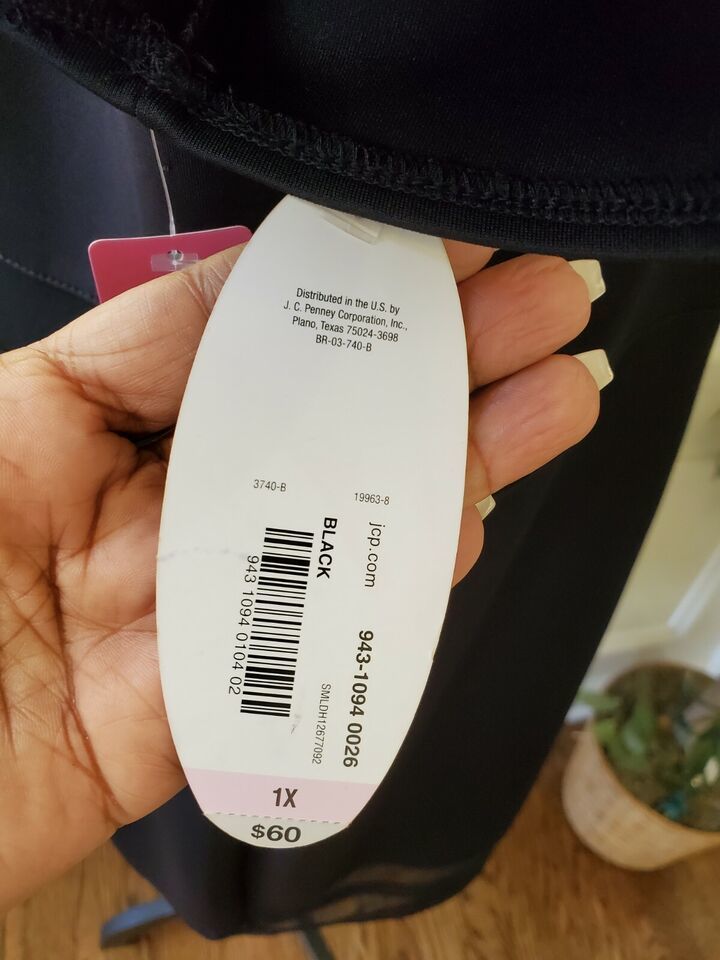 Distributed in the U.S. by
J. C. Penney Corporation, Inc.,
Plano, Texas 75024-3698
BR-03-740-B
3740-B
19963-8
jcp.com
943-1094 0026
BLACK
SMLDH12677092
943 1094 0104 02
1X
$60